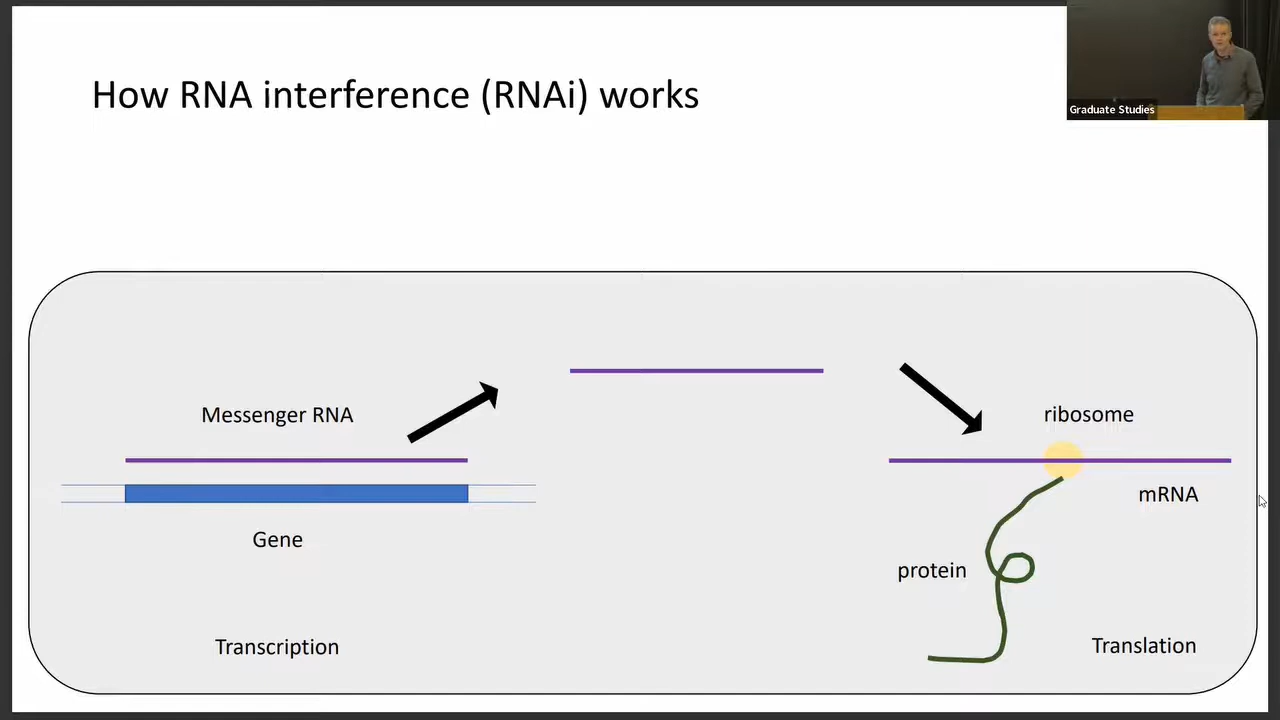 How RNA interference (RNAi) works
Graduate Studies
Messenger RNA
ribosome
mRNA
Gene
protein
Transcription
Translation